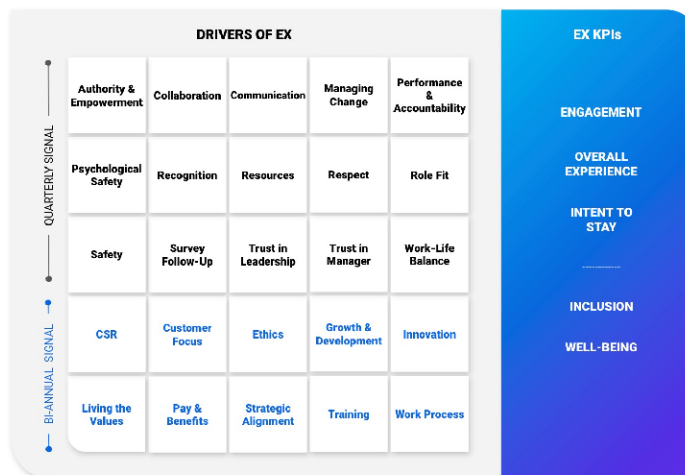 DRIVERS OF EX
EX KPIs
QUARTERLY SIGNAL
Authority &
Empowerment
Collaboration
Communication
Managing
Change
Performance
&
Accountability
Psychological
Safety
Recognition
Resources
Respect
Role Fit
Safety
Survey
Follow-Up
Trust in
Leadership
Trust in
Manager
Work-Life
Balance
BI-ANNUAL SIGNAL
CSR
Customer
Focus
Ethics
Growth &
Development
Innovation
Living the
Values
Pay &
Benefits
Strategic
Alignment
Training
Work Process
ENGAGEMENT
OVERALL
EXPERIENCE
INTENT TO
STAY
INCLUSION
WELL-BEING